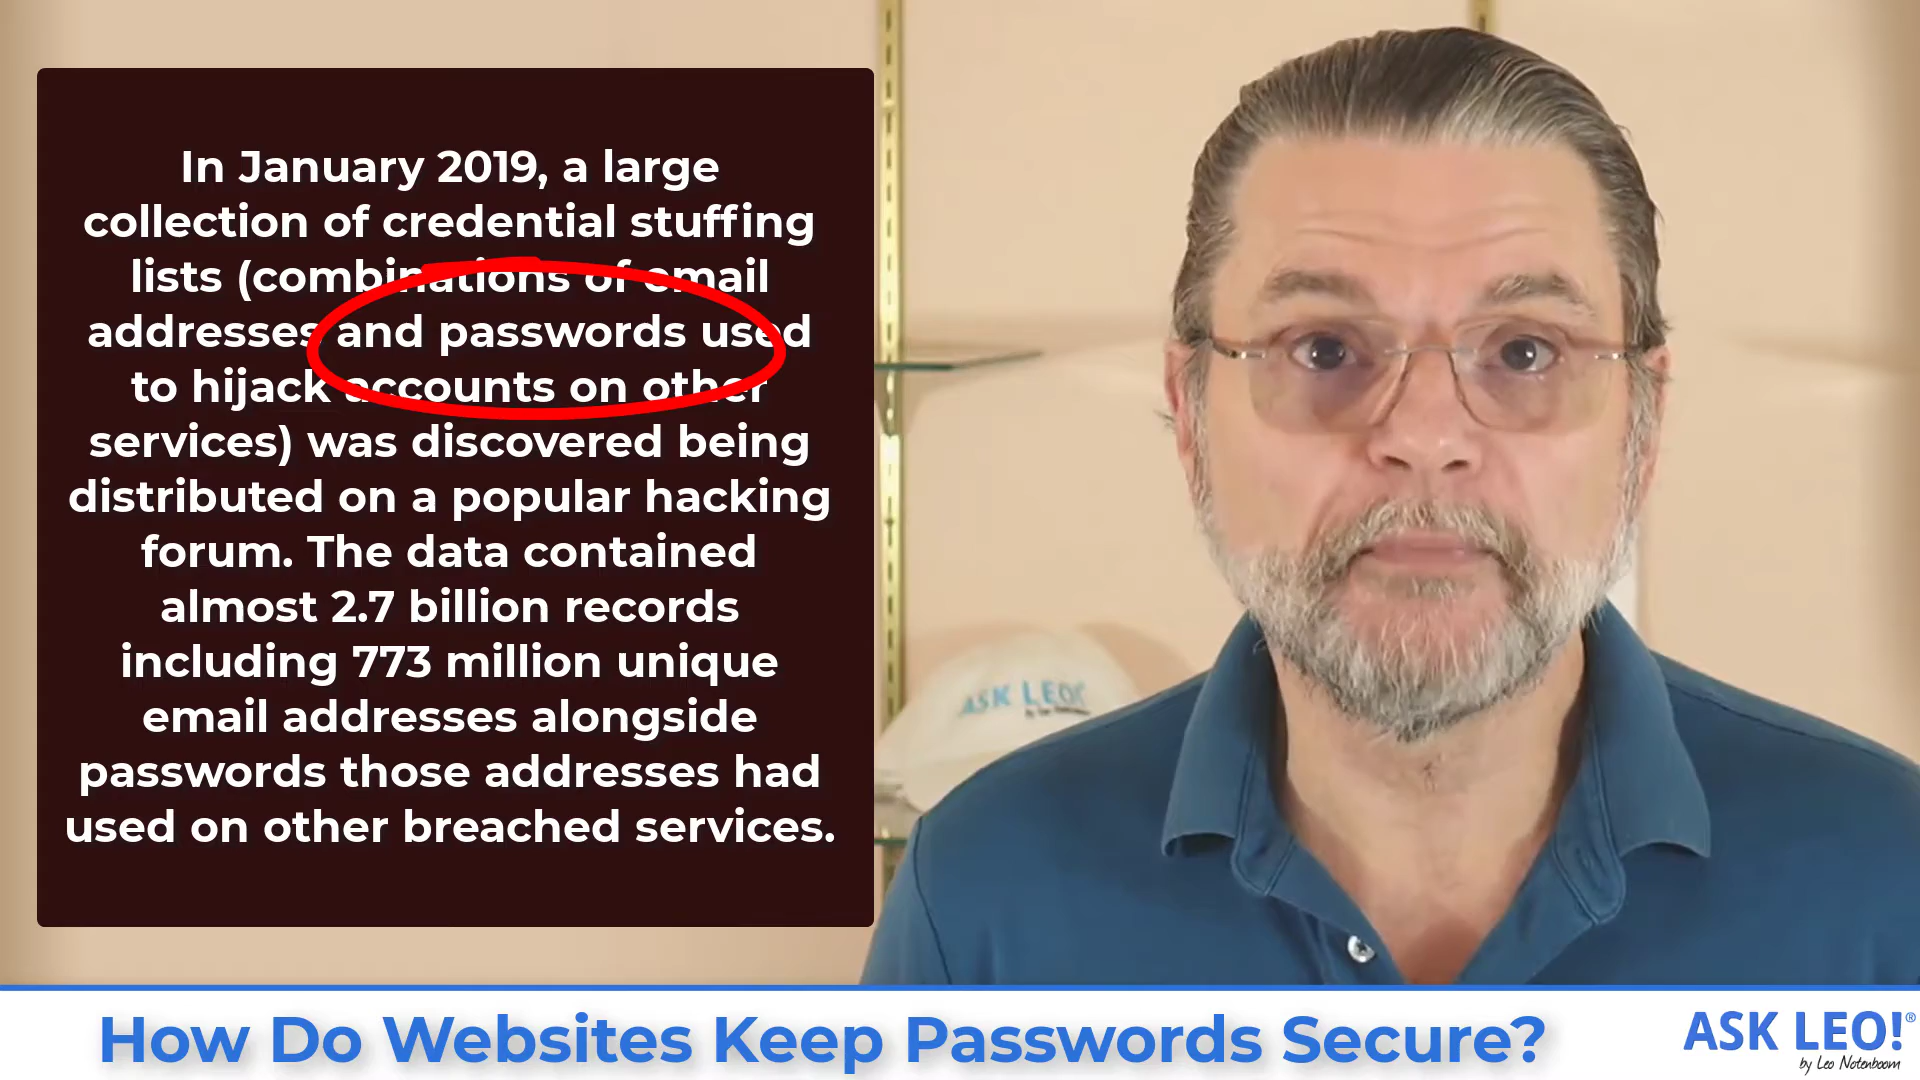 In January 2019, a large
collection of credential stuffing
lists (combinations of email
addresses and passwords used
to hijack accounts on other
services) was discovered being
distributed on a popular hacking
forum. The data contained
almost 2.7 billion records
including 773 million unique
email addresses alongside
passwords those addresses had
used on other breached services.
ASK LEO!
How Do Websites Keep Passwords Secure?
ASK LEO!®
by Leo Notenboom